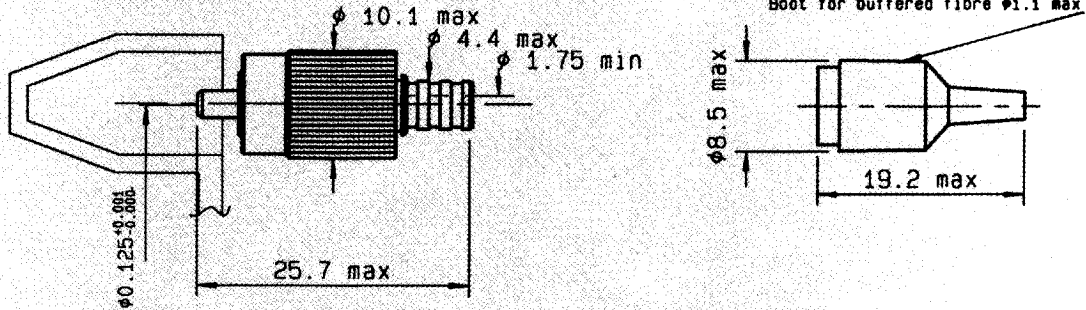 Boot for buffered fibre φ1.1 max
φ 10.1 max
φ 4.4 max
φ 1.75 min
φ8.5 max
19.2 max
φ0.125 +0.001 -0.000
25.7 max